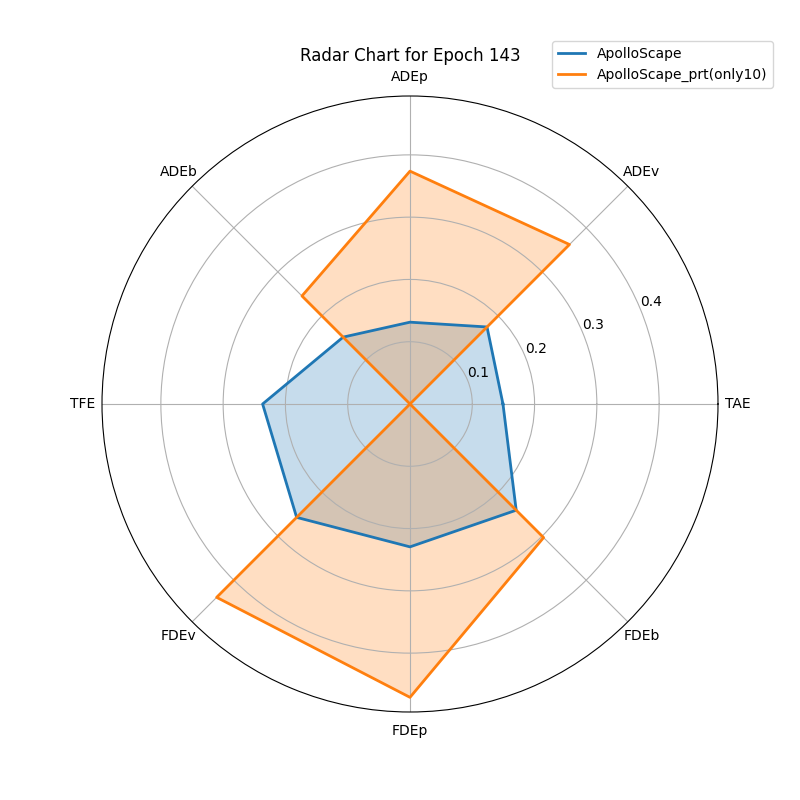 Radar Chart for Epoch 143
ApolloScape
ApolloScape_prt(only10)
ADEp
ADEb
ADEv
0.4
0.3
0.2
0.1
TFE
TAE
FDEv
FDEb
FDEp